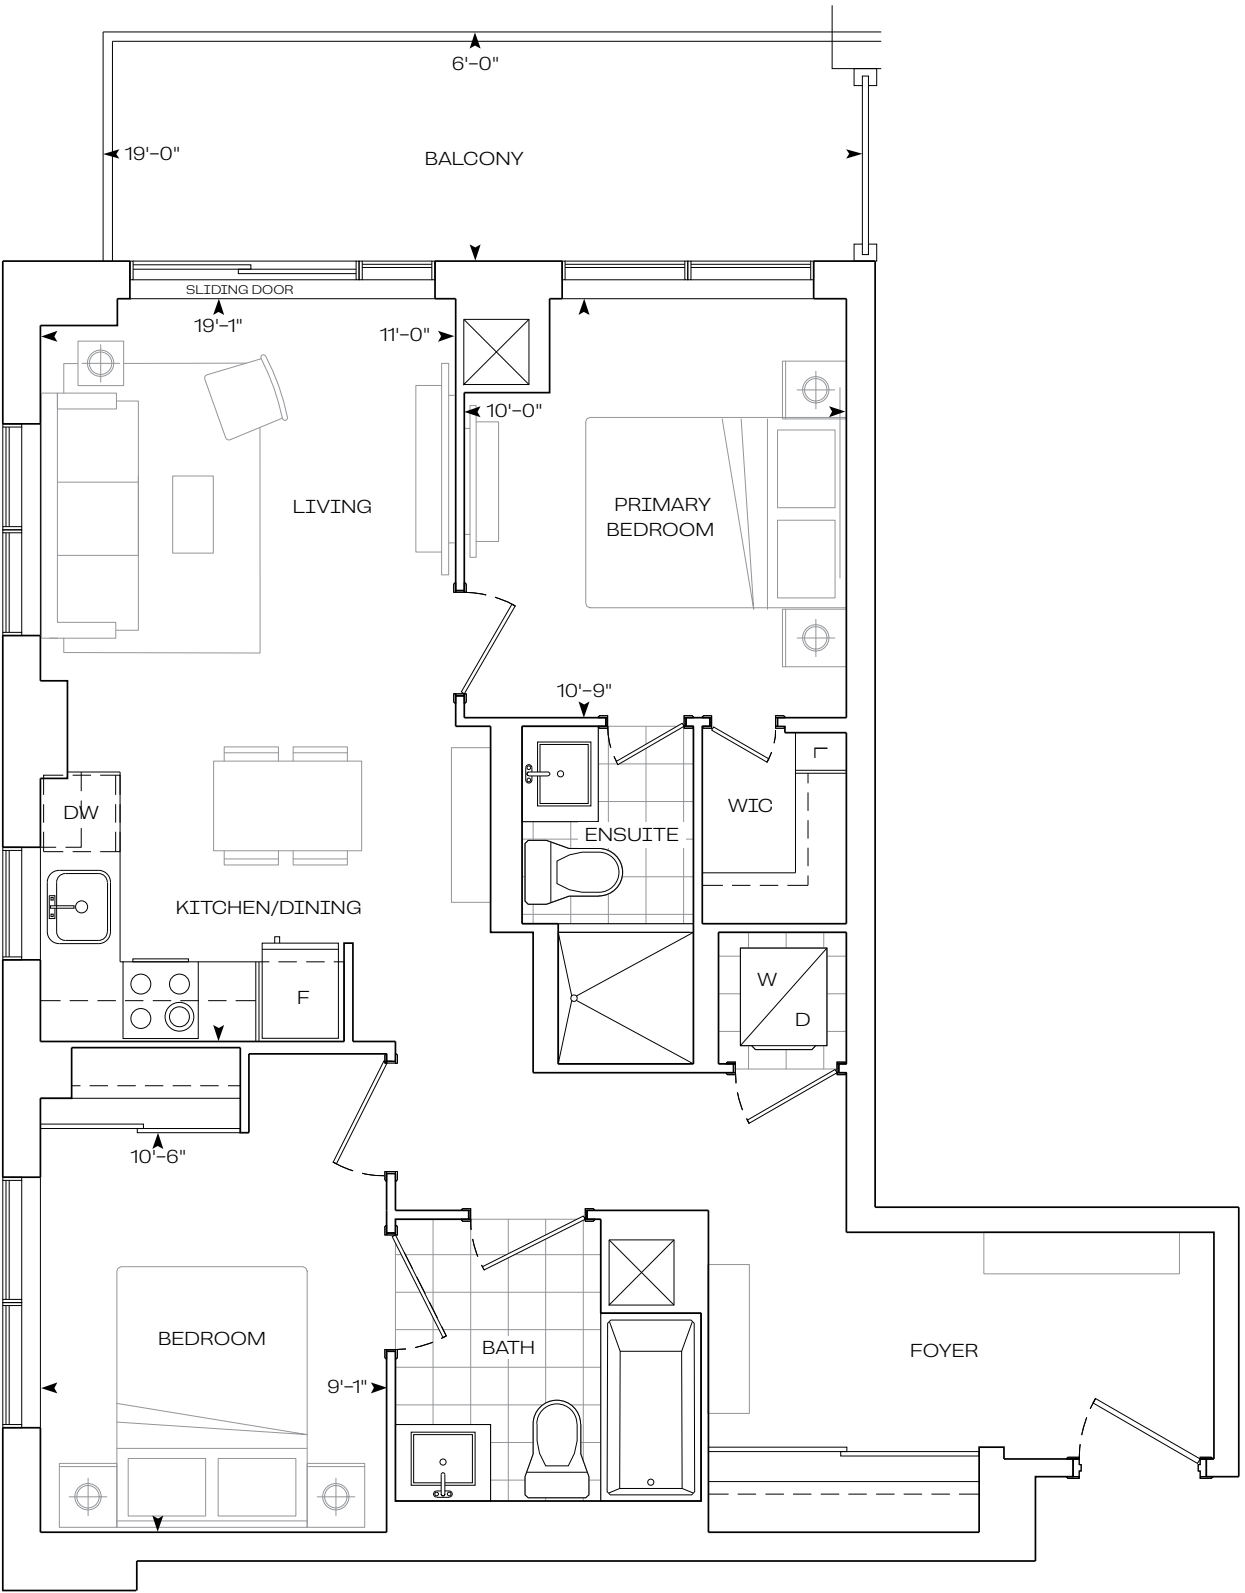 6'-0"
19'-0"
BALCONY
SLIDING DOOR
19'-1"
11'-0"
10'-0"
LIVING
PRIMARY
BEDROOM
10'-9"
L
DW
WIC
ENSUITE
KITCHEN/DINING
W
F
D
10'-6"
BEDROOM
BATH
FOYER
9'-1"